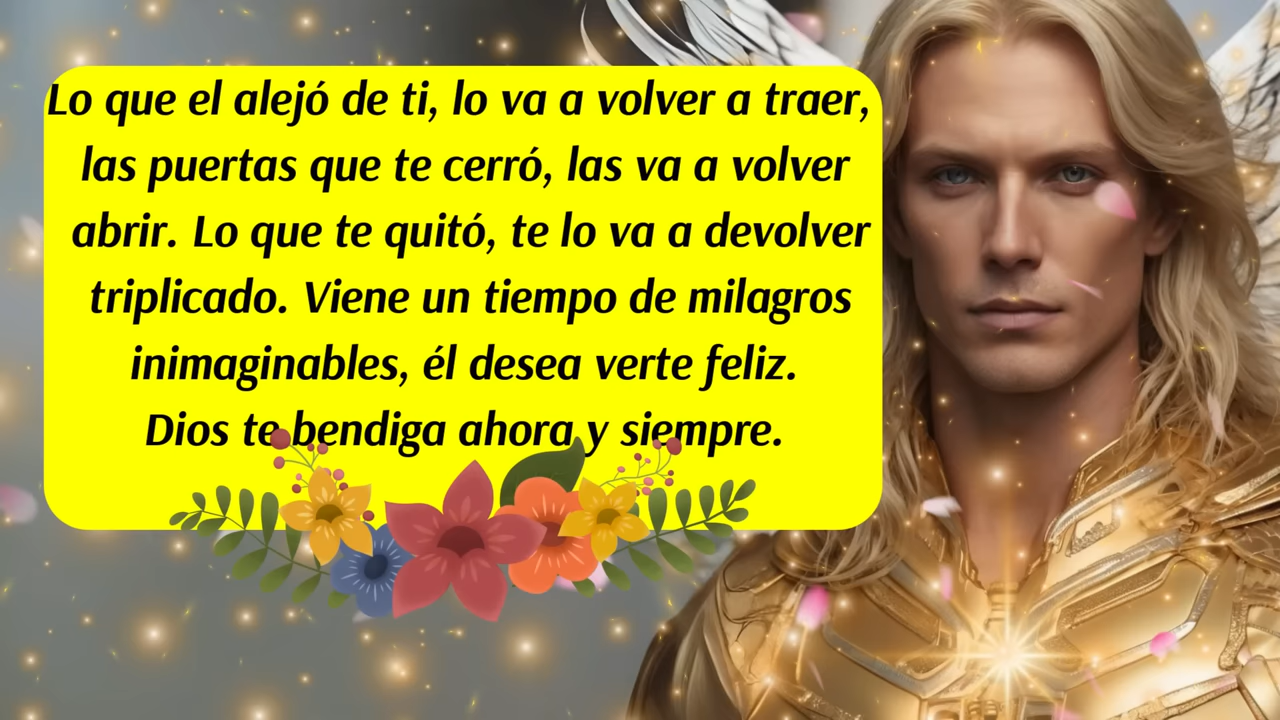 Lo que el alejó de ti, lo va a volver a traer,
las puertas que te cerró, las va a volver
abrir. Lo que te quitó, te lo va a devolver
triplicado. Viene un tiempo de milagros
inimaginables, él desea verte feliz.
Dios te bendiga ahora y siempre.